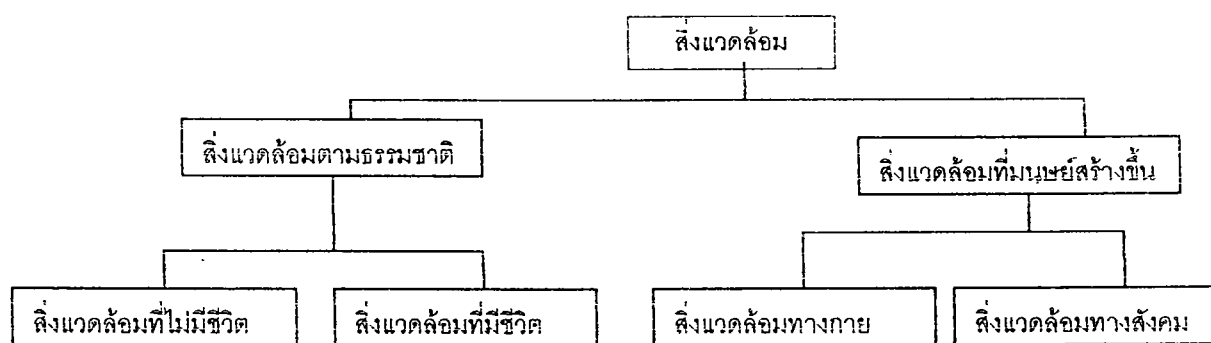 สิ่งแวดล้อม
สิ่งแวดล้อมตามธรรมชาติ
สิ่งแวดล้อมที่มนุษย์สร้างขึ้น
สิ่งแวดล้อมที่ไม่มีชีวิต
สิ่งแวดล้อมที่มีชีวิต
สิ่งแวดล้อมทางกาย
สิ่งแวดล้อมทางสังคม